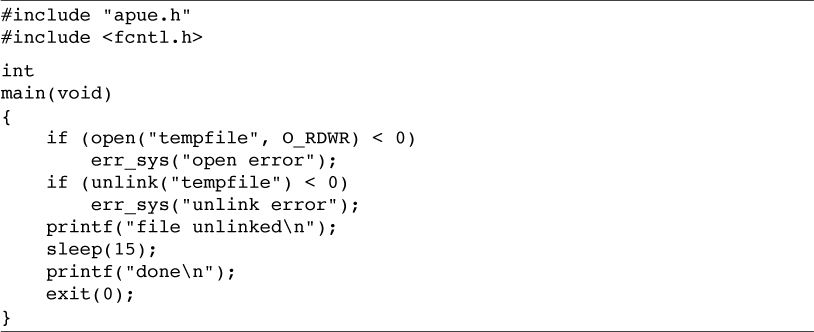 #include "apue.h"
#include <fcntl.h>
int
main(void)
{
    if (open("tempfile", O_RDWR) < 0)
        err_sys("open error");
    if (unlink("tempfile") < 0)
        err_sys("unlink error");
    printf("file unlinked\n");
    sleep(15);
    printf("done\n");
    exit(0);
}